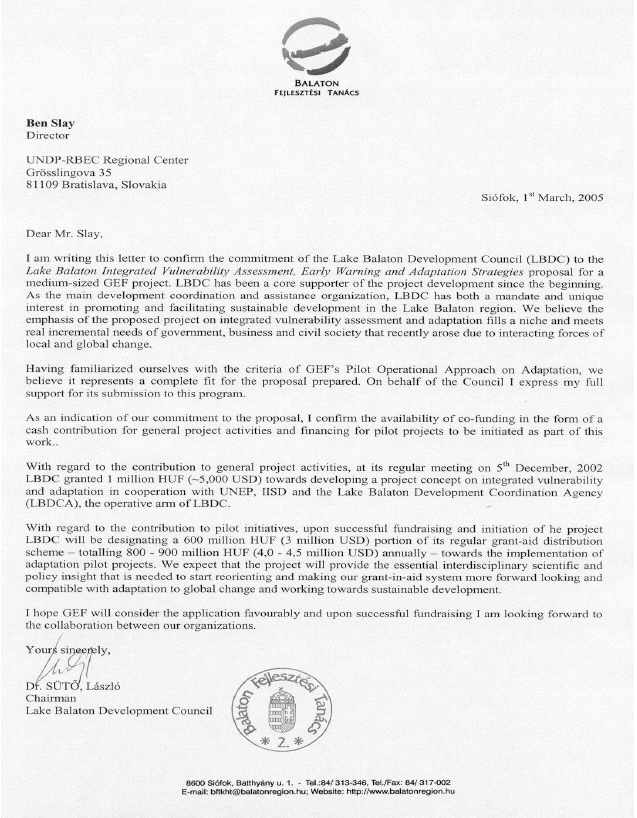 BALATON
FEJLESZTÉSI TANÁCS
Ben Slay
Director
UNDP-RBEC Regional Center
Grösslingova 35
81109 Bratislava, Slovakia
Siófok, 1st March, 2005
Dear Mr. Slay,
I am writing this letter to confirm the commitment of the Lake Balaton Development Council (LBDC) to the
Lake Balaton Integrated Vulnerability Assessment, Early Warning and Adaptation Strategies proposal for a
medium-sized GEF project. LBDC has been a core supporter of the project development since the beginning.
As the main development coordination and assistance organization, LBDC has both a mandate and unique
interest in promoting and facilitating sustainable development in the Lake Balaton region. We believe the
emphasis of the proposed project on integrated vulnerability assessment and adaptation fills a niche and meets
real incremental needs of government, business and civil society that recently arose due to interacting forces of
local and global change.
Having familiarized ourselves with the criteria of GEF's Pilot Operational Approach on Adaptation, we
believe it represents a complete fit for the proposal prepared. On behalf of the Council I express my full
support for its submission to this program.
As an indication of our commitment to the proposal, I confirm the availability of co-funding in the form of a
cash contribution for general project activities and financing for pilot projects to be initiated as part of this
work..
With regard to the contribution to general project activities, at its regular meeting on 5th December, 2002
LBDC granted 1 million HUF (~5,000 USD) towards developing a project concept on integrated vulnerability
and adaptation in cooperation with UNEP, IISD and the Lake Balaton Development Coordination Agency
(LBDCA), the operative arm of LBDC.
With regard to the contribution to pilot initiatives, upon successful fundraising and initiation of he project
LBDC will be designating a 600 million HUF (3 million USD) portion of its regular grant-aid distribution
scheme – totalling 800 - 900 million HUF (4,0 - 4,5 million USD) annually – towards the implementation of
adaptation pilot projects. We expect that the project will provide the essential interdisciplinary scientific and
policy insight that is needed to start reorienting and making our grant-in-aid system more forward looking and
compatible with adaptation to global change and working towards sustainable development.
I hope GEF will consider the application favourably and upon successful fundraising I am looking forward to
the collaboration between our organizations.
Yours sincerely,
Dr. SÜTŐ, László
Chairman
Lake Balaton Development Council
Balaton Fejlesztési Tanács
* 2. *
8600 Siófok, Batthyány u. 1. - Tel.:84/ 313-346, Tel./Fax: 84/ 317-002
E-mail: bftkht@balatonregion.hu; Website: http://www.balatonregion.hu